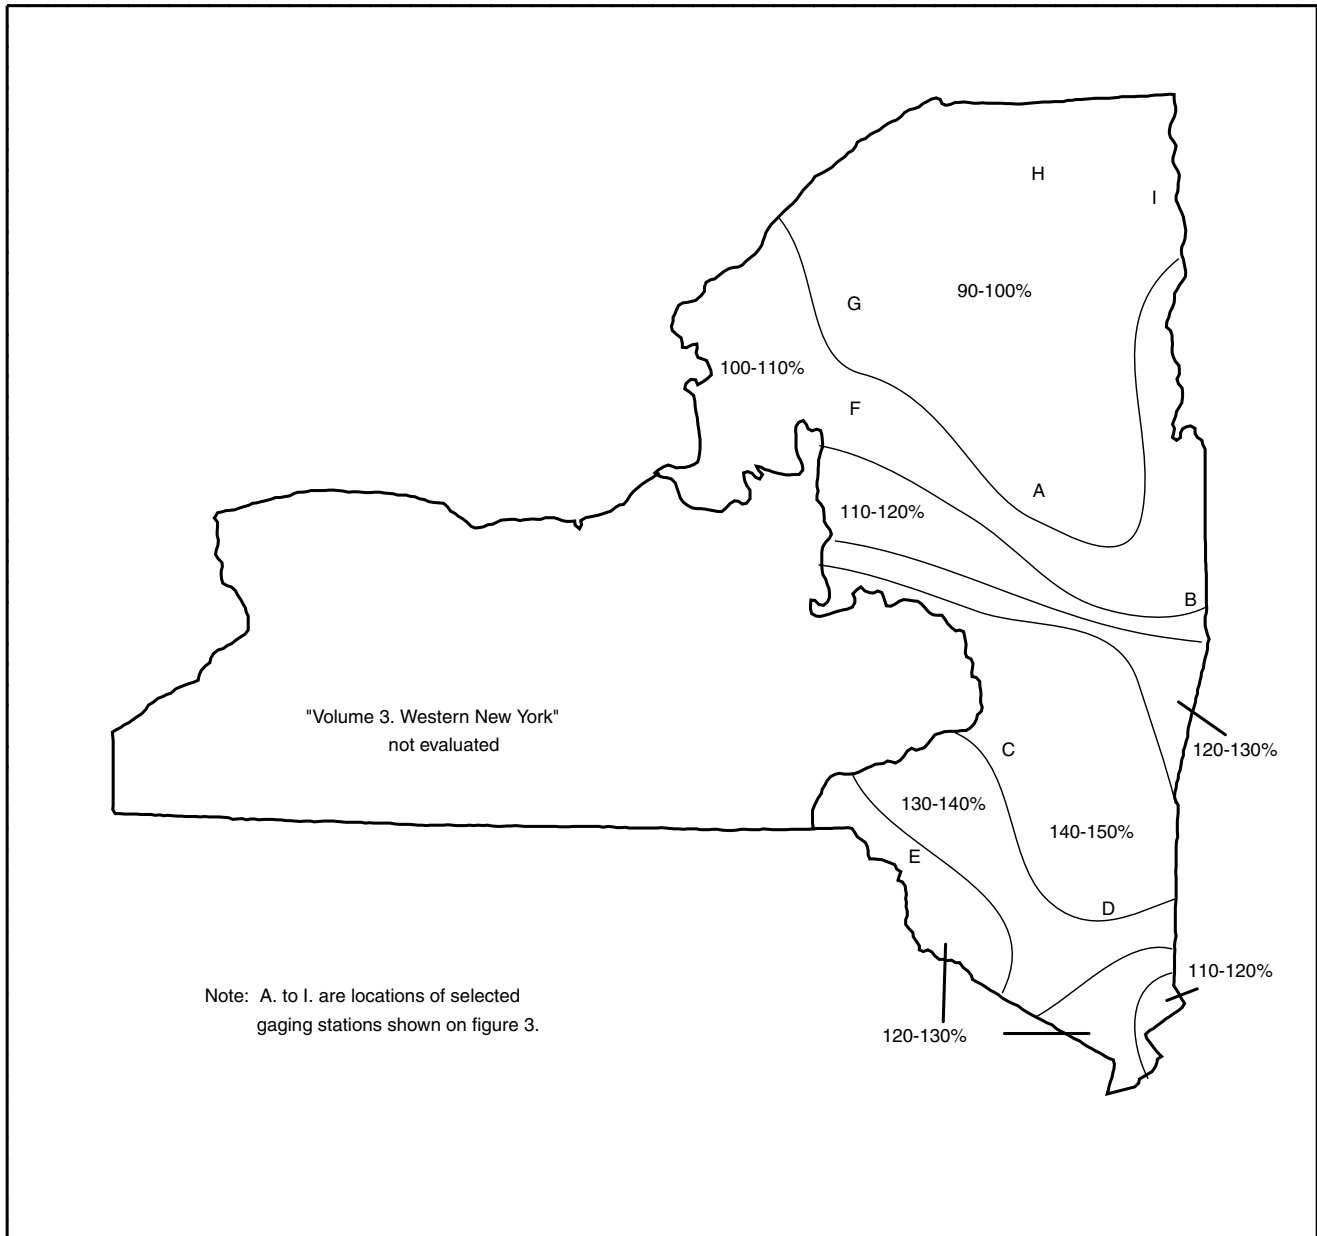 H
I
90-100%
G
100-110%
F
A
110-120%
B
"Volume 3. Western New York"
not evaluated
C
120-130%
130-140%
140-150%
E
D
110-120%
Note:  A. to I. are locations of selected
gaging stations shown on figure 3.
120-130%